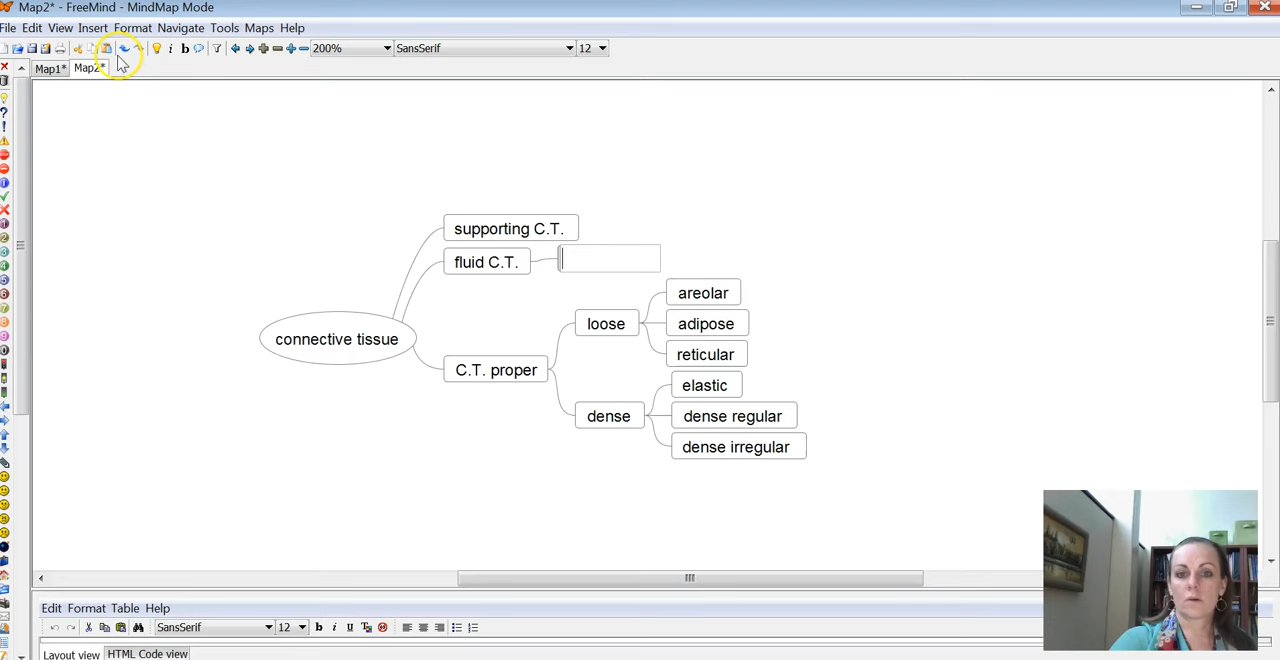 Map2* - FreeMind - MindMap Mode
File Edit View Insert Format Navigate Tools Maps Help
200% SansSerif 12
Map1* Map2*
supporting C.T.
fluid C.T.
areolar
loose adipose
connective tissue
reticular
C.T. proper
elastic
dense dense regular
dense irregular
Edit Format Table Help
SansSerif 12 b i u
Layout view HTML Code view